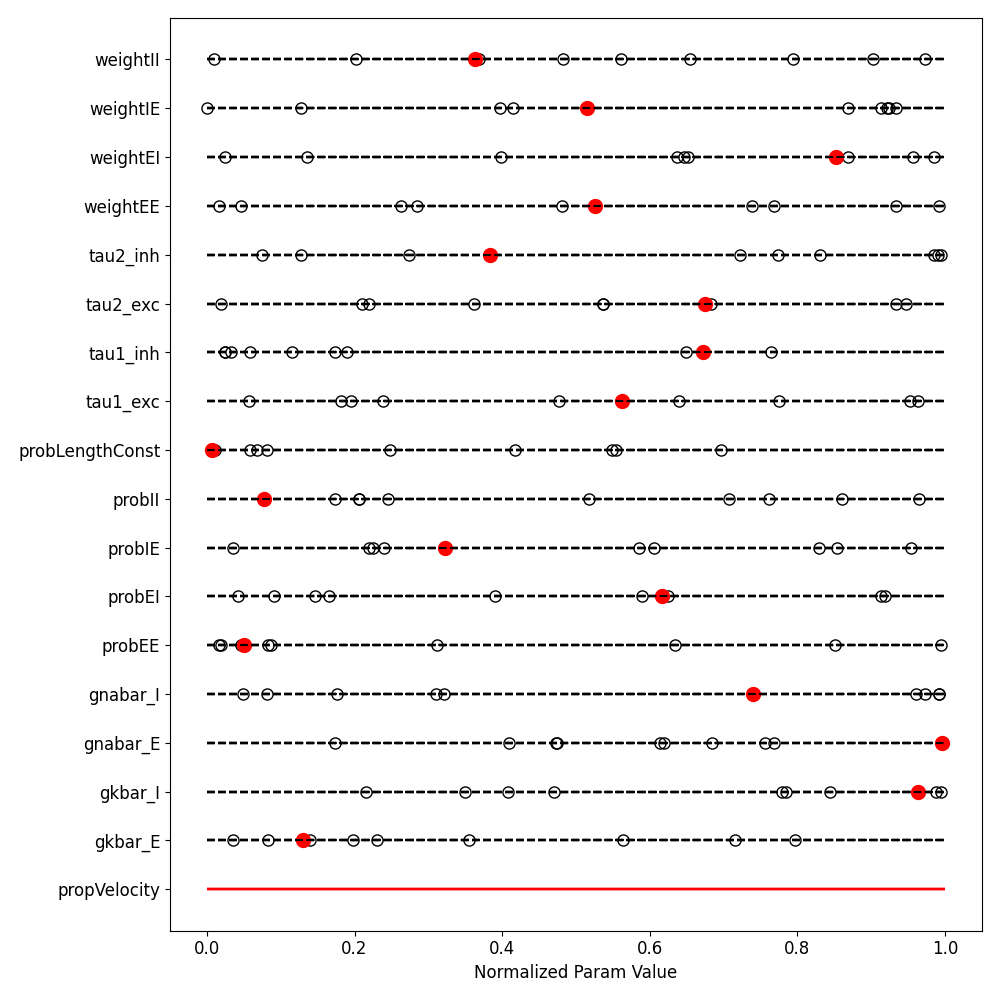 weightII
weightIE
weightEI
weightEE
tau2_inh
tau2_exc
tau1_inh
tau1_exc
probLengthConst
probII
probIE
probEI
probEE
gnabar_I
gnabar_E
gkbar_I
gkbar_E
propVelocity
0.0 0.2 0.4 0.6 0.8 1.0
Normalized Param Value